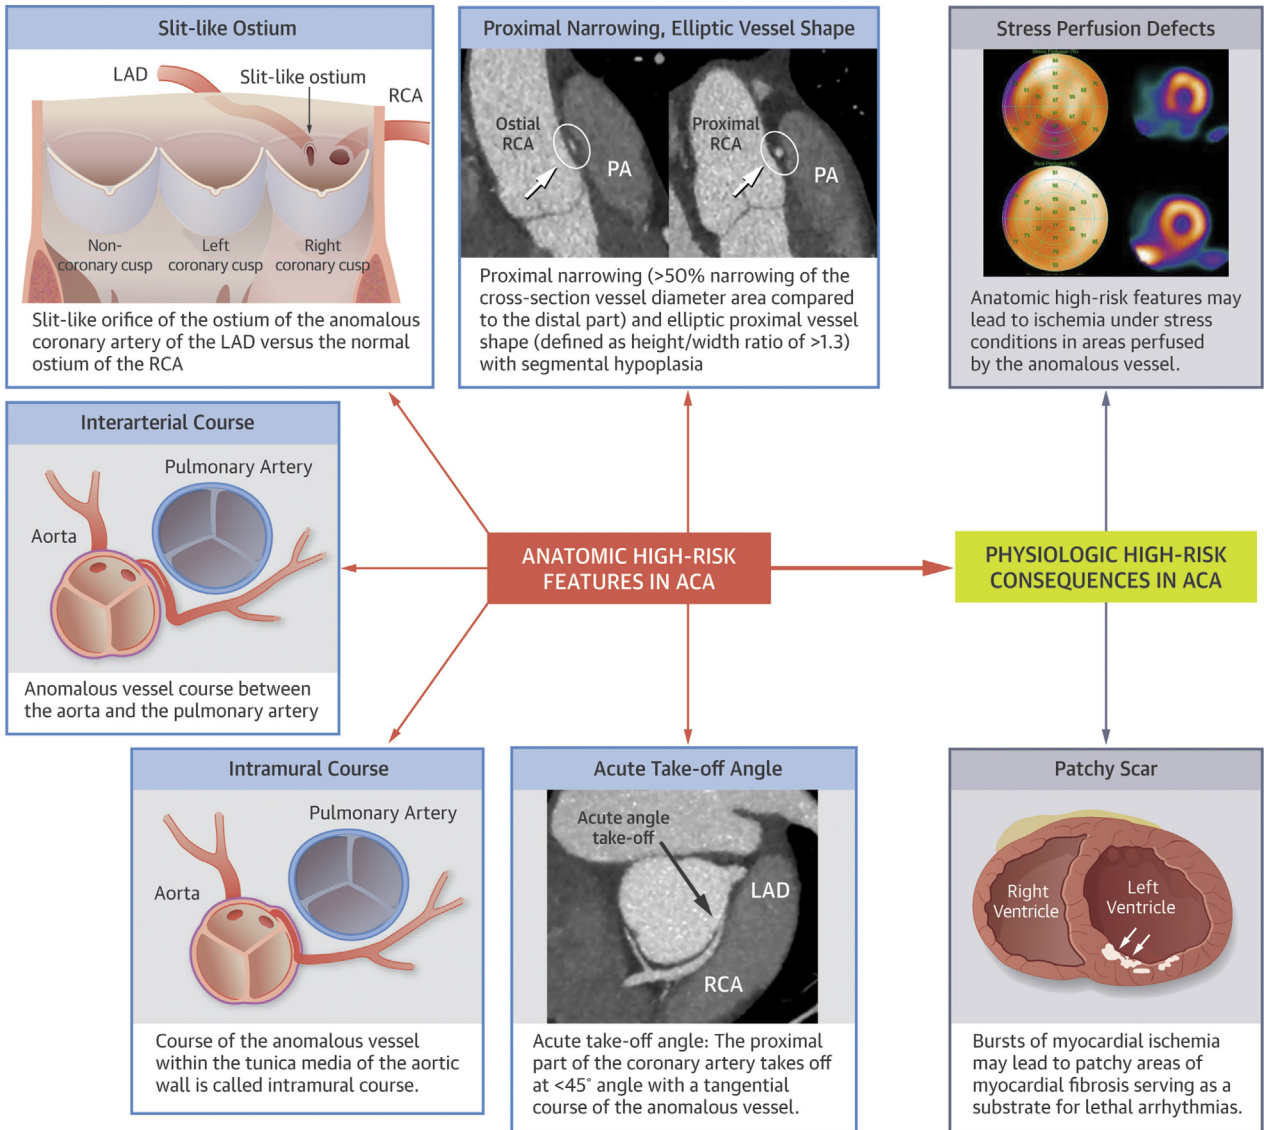 Slit-like Ostium
LAD
Slit-like ostium
RCA
Non-
coronary cusp
Left
coronary cusp
Right
coronary cusp
Slit-like orifice of the ostium of the anomalous
coronary artery of the LAD versus the normal
ostium of the RCA
Proximal Narrowing, Elliptic Vessel Shape
Ostial
RCA
PA
Proximal
RCA
PA
Proximal narrowing (>50% narrowing of the
cross-section vessel diameter area compared
to the distal part) and elliptic proximal vessel
shape (defined as height/width ratio of >1.3)
with segmental hypoplasia
Stress Perfusion Defects
Anatomic high-risk features may
lead to ischemia under stress
conditions in areas perfused
by the anomalous vessel.
Interarterial Course
Pulmonary Artery
Aorta
Anomalous vessel course between
the aorta and the pulmonary artery
ANATOMIC HIGH-RISK
FEATURES IN ACA
PHYSIOLOGIC HIGH-RISK
CONSEQUENCES IN ACA
Intramural Course
Pulmonary Artery
Aorta
Course of the anomalous vessel
within the tunica media of the aortic
wall is called intramural course.
Acute Take-off Angle
Acute angle
take-off
LAD
RCA
Acute take-off angle: The proximal
part of the coronary artery takes off
at <45° angle with a tangential
course of the anomalous vessel.
Patchy Scar
Right
Ventricle
Left
Ventricle
Bursts of myocardial ischemia
may lead to patchy areas of
myocardial fibrosis serving as a
substrate for lethal arrhythmias.